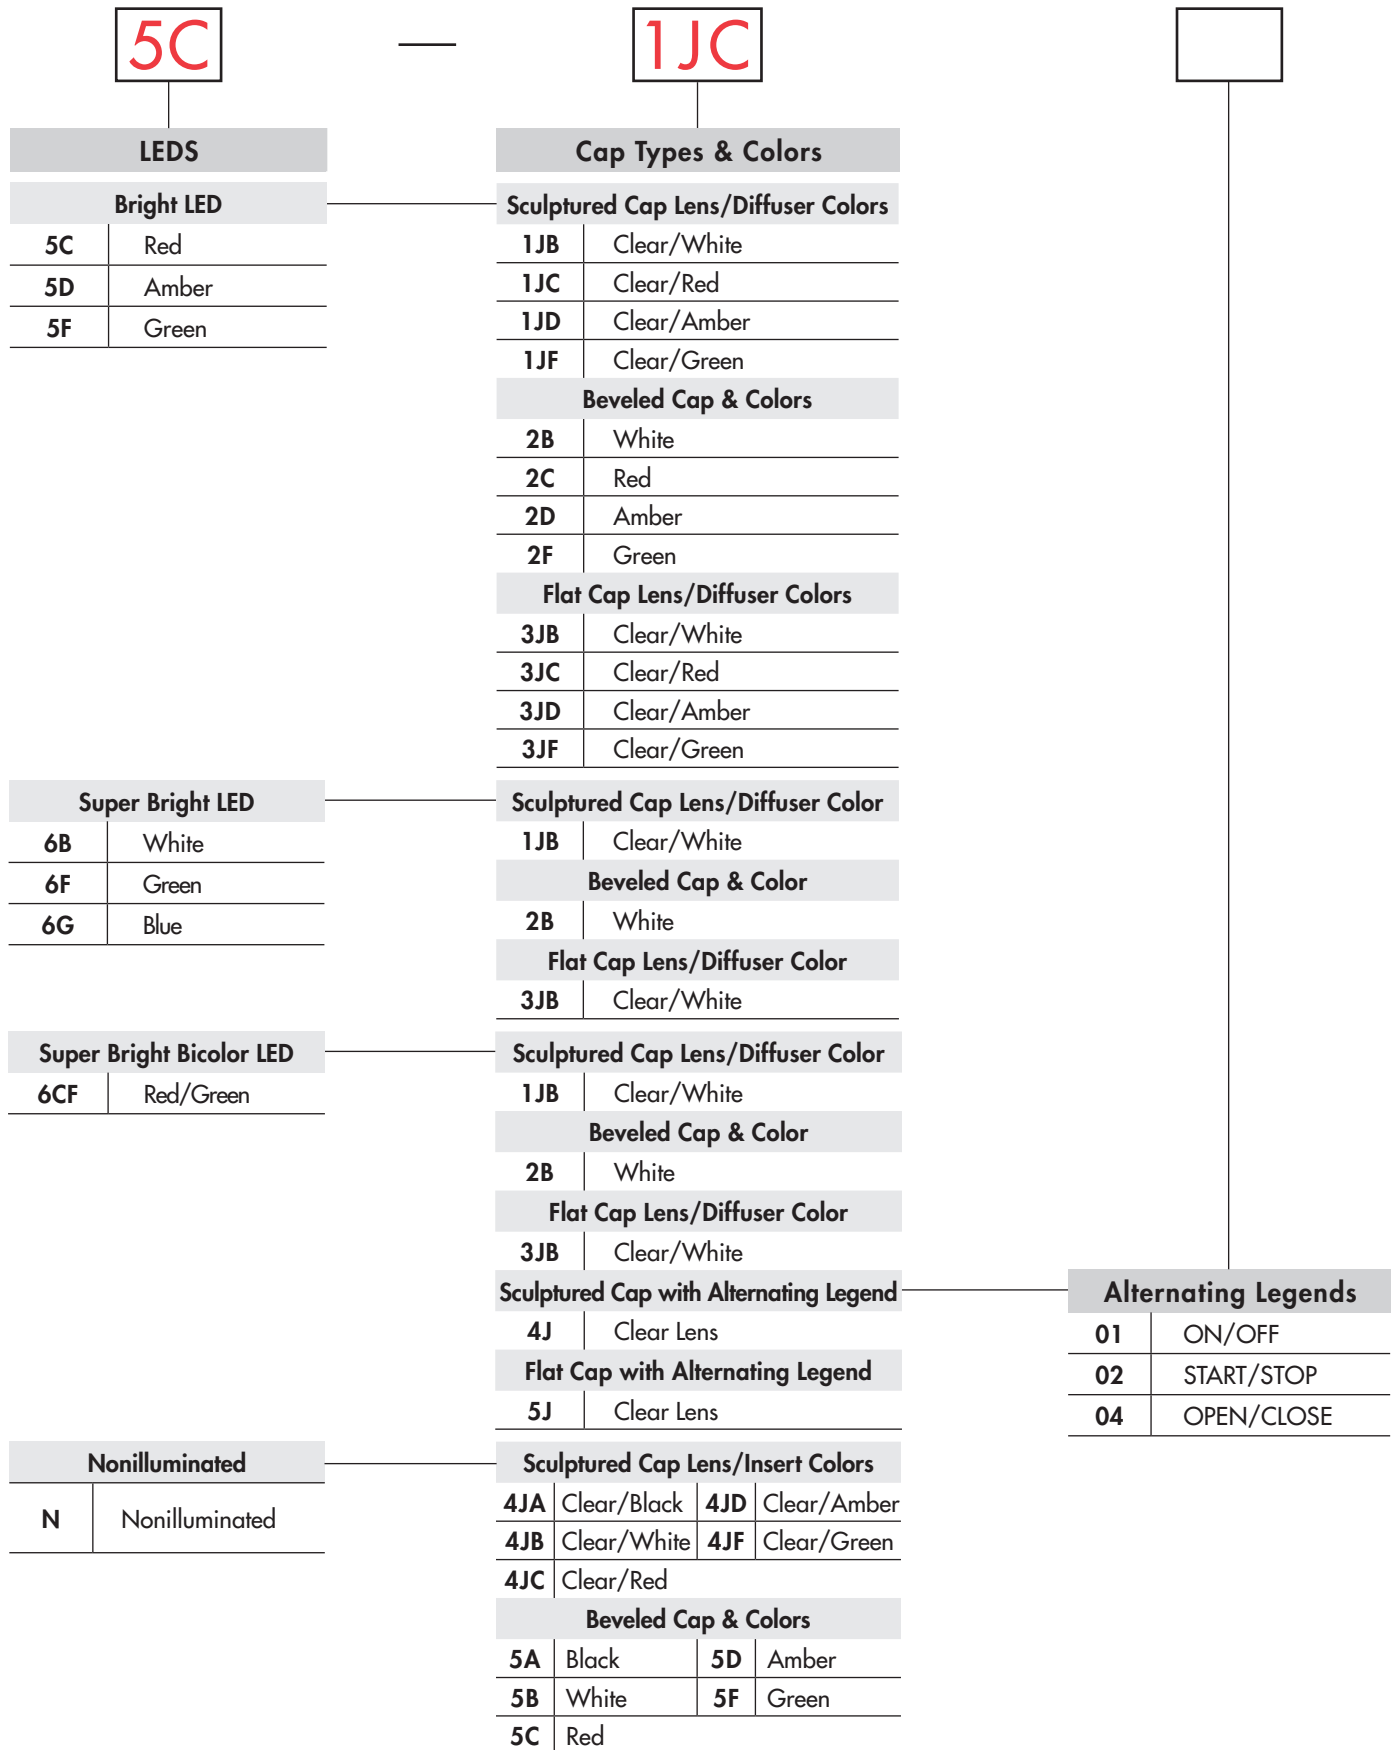 5C — 1JC
LEDS
Bright LED
5C Red
5D Amber
5F Green
Cap Types & Colors
Sculptured Cap Lens/Diffuser Colors
1JB Clear/White
1JC Clear/Red
1JD Clear/Amber
1JF Clear/Green
Beveled Cap & Colors
2B White
2C Red
2D Amber
2F Green
Flat Cap Lens/Diffuser Colors
3JB Clear/White
3JC Clear/Red
3JD Clear/Amber
3JF Clear/Green
Super Bright LED
6B White
6F Green
6G Blue
Sculptured Cap Lens/Diffuser Color
1JB Clear/White
Beveled Cap & Color
2B White
Flat Cap Lens/Diffuser Color
3JB Clear/White
Super Bright Bicolor LED
6CF Red/Green
Sculptured Cap Lens/Diffuser Color
1JB Clear/White
Beveled Cap & Color
2B White
Flat Cap Lens/Diffuser Color
3JB Clear/White
Sculptured Cap with Alternating Legend
4J Clear Lens
Flat Cap with Alternating Legend
5J Clear Lens
Alternating Legends
01 ON/OFF
02 START/STOP
04 OPEN/CLOSE
Nonilluminated
N Nonilluminated
Sculptured Cap Lens/Insert Colors
4JA Clear/Black 4JD Clear/Amber
4JB Clear/White 4JF Clear/Green
4JC Clear/Red
Beveled Cap & Colors
5A Black 5D Amber
5B White 5F Green
5C Red